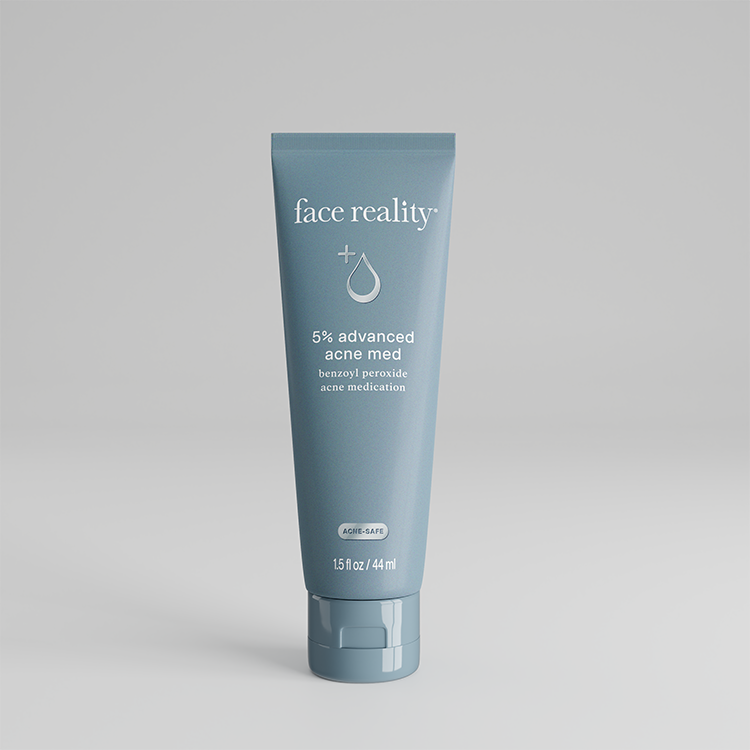 face reality®
5% advanced
acne med
benzoyl peroxide
acne medication
ACNE-SAFE
1.5 fl oz / 44 ml